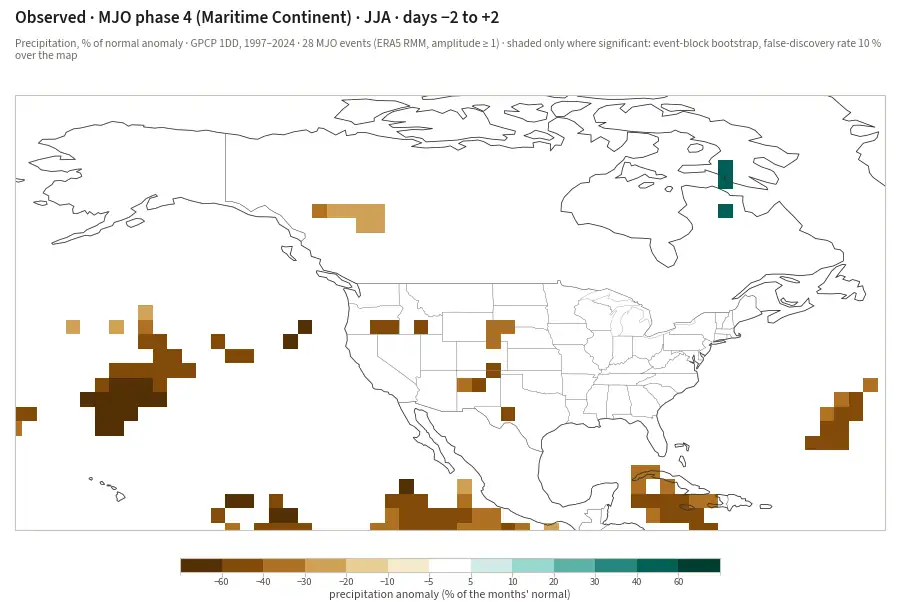 Observed · MJO phase 4 (Maritime Continent) · JJA · days −2 to +2
Precipitation, % of normal anomaly · GPCP 1DD, 1997–2024 · 28 MJO events (ERA5 RMM, amplitude ≥ 1) · shaded only where significant: event-block bootstrap, false-discovery rate 10 %
over the map
−60 −40 −30 −20 −10 −5 5 10 20 30 40 60
precipitation anomaly (% of the months' normal)